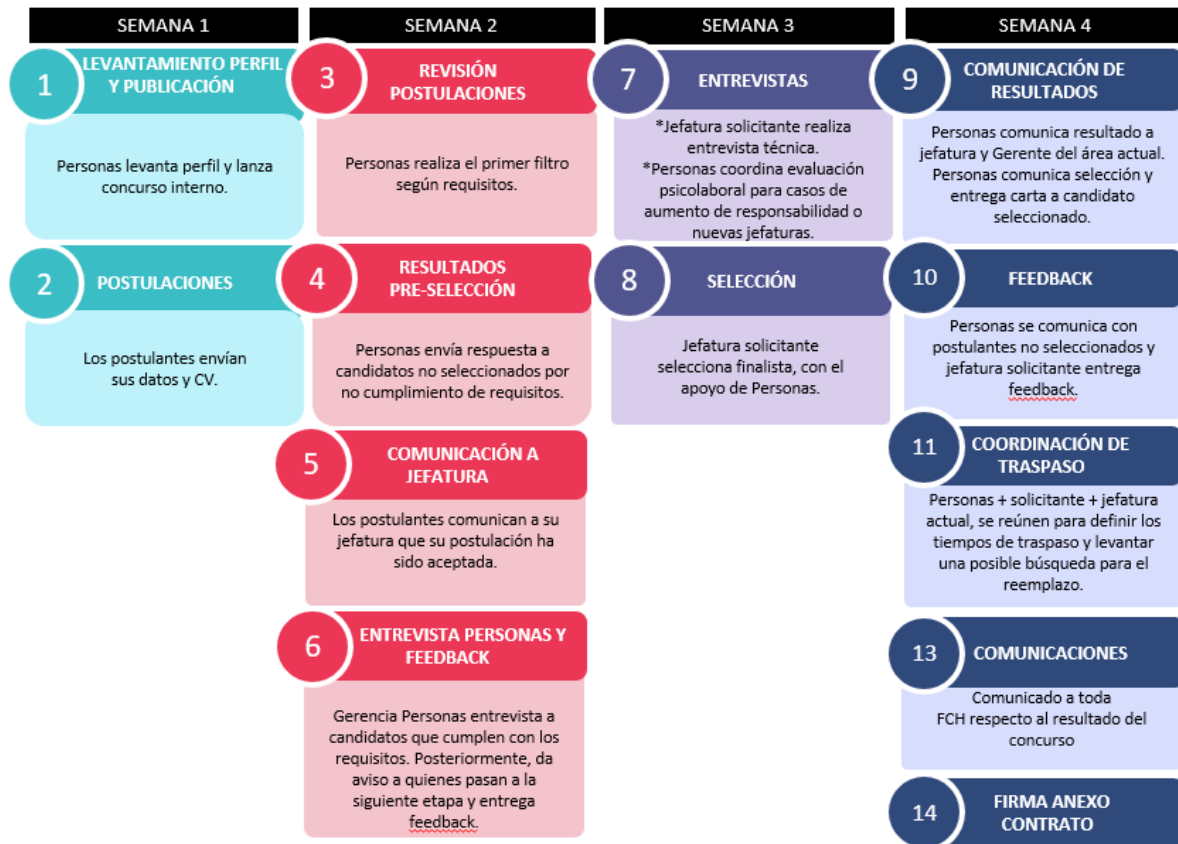 SEMANA 1
1
LEVANTAMIENTO PERFIL
Y PUBLICACIÓN
Personas levanta perfil y lanza
concurso interno.
2
POSTULACIONES
Los postulantes envían
sus datos y CV.
SEMANA 2
3
REVISIÓN
POSTULACIONES
Personas realiza el primer filtro
según requisitos.
4
RESULTADOS
PRE-SELECCIÓN
Personas envía respuesta a
candidatos no seleccionados por
no cumplimiento de requisitos.
5
COMUNICACIÓN A
JEFATURA
Los postulantes comunican a su
jefatura que su postulación ha
sido aceptada.
6
ENTREVISTA PERSONAS Y
FEEDBACK
Gerencia Personas entrevista a
candidatos que cumplen con los
requisitos. Posteriormente, da
aviso a quienes pasan a la
siguiente etapa y entrega
feedback.
SEMANA 3
7
ENTREVISTAS
*Jefatura solicitante realiza
entrevista técnica.
*Personas coordina evaluación
psicolaboral para casos de
aumento de responsabilidad o
nuevas jefaturas.
8
SELECCIÓN
Jefatura solicitante
selecciona finalista, con el
apoyo de Personas.
SEMANA 4
9
COMUNICACIÓN DE
RESULTADOS
Personas comunica resultado a
jefatura y Gerente del área actual.
Personas comunica selección y
entrega carta a candidato
seleccionado.
10
FEEDBACK
Personas se comunica con
postulantes no seleccionados y
jefatura solicitante entrega
feedback.
11
COORDINACIÓN DE
TRASPASO
Personas + solicitante + jefatura
actual, se reúnen para definir los
tiempos de traspaso y levantar
una posible búsqueda para el
reemplazo.
13
COMUNICACIONES
Comunicado a toda
FCH respecto al resultado del
concurso
14
FIRMA ANEXO
CONTRATO